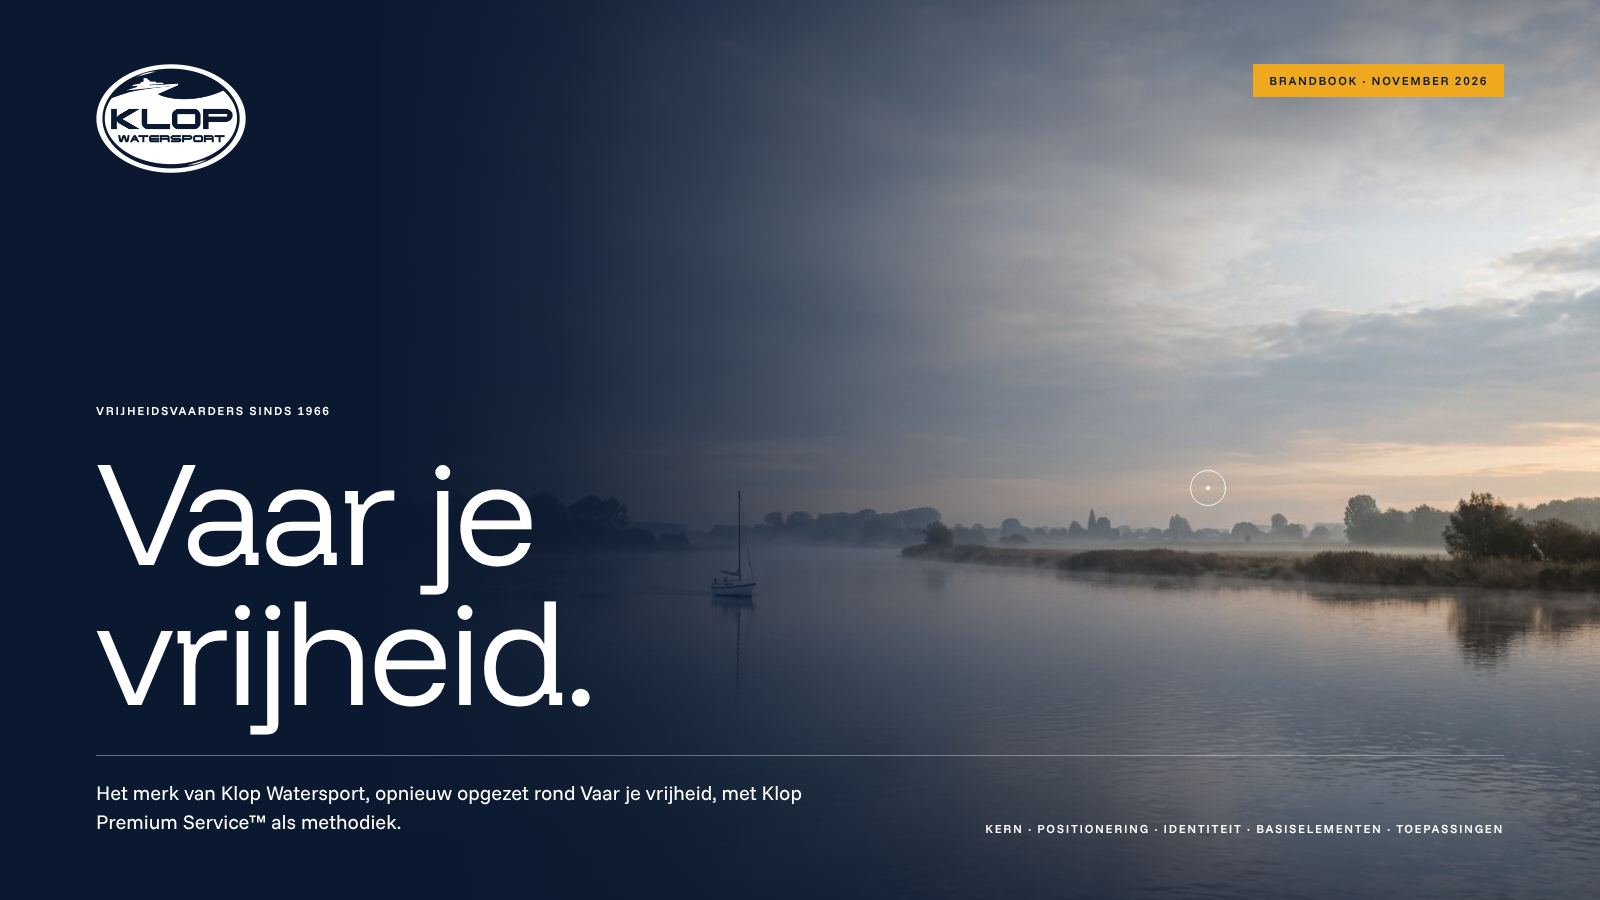 KLOP
WATERSPORT
BRANDBOOK · NOVEMBER 2026
VRIJHEIDSVAARDERS SINDS 1966
Vaar je
vrijheid.
Het merk van Klop Watersport, opnieuw opgezet rond Vaar je vrijheid, met Klop
Premium Service™ als methodiek.
KERN · POSITIONERING · IDENTITEIT · BASISELEMENTEN · TOEPASSINGEN